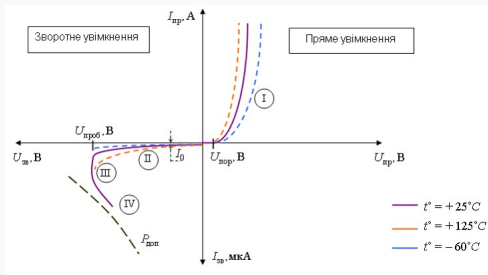 Зворотне увімкнення
Iпр, А
Пряме увімкнення
I
Uпроб, В
Uзв, В
II
I0
Uпор, В
Uпр, В
III
IV
Pдоп
Iзв, мкА
t° = +25°C
t° = +125°C
t° = −60°C